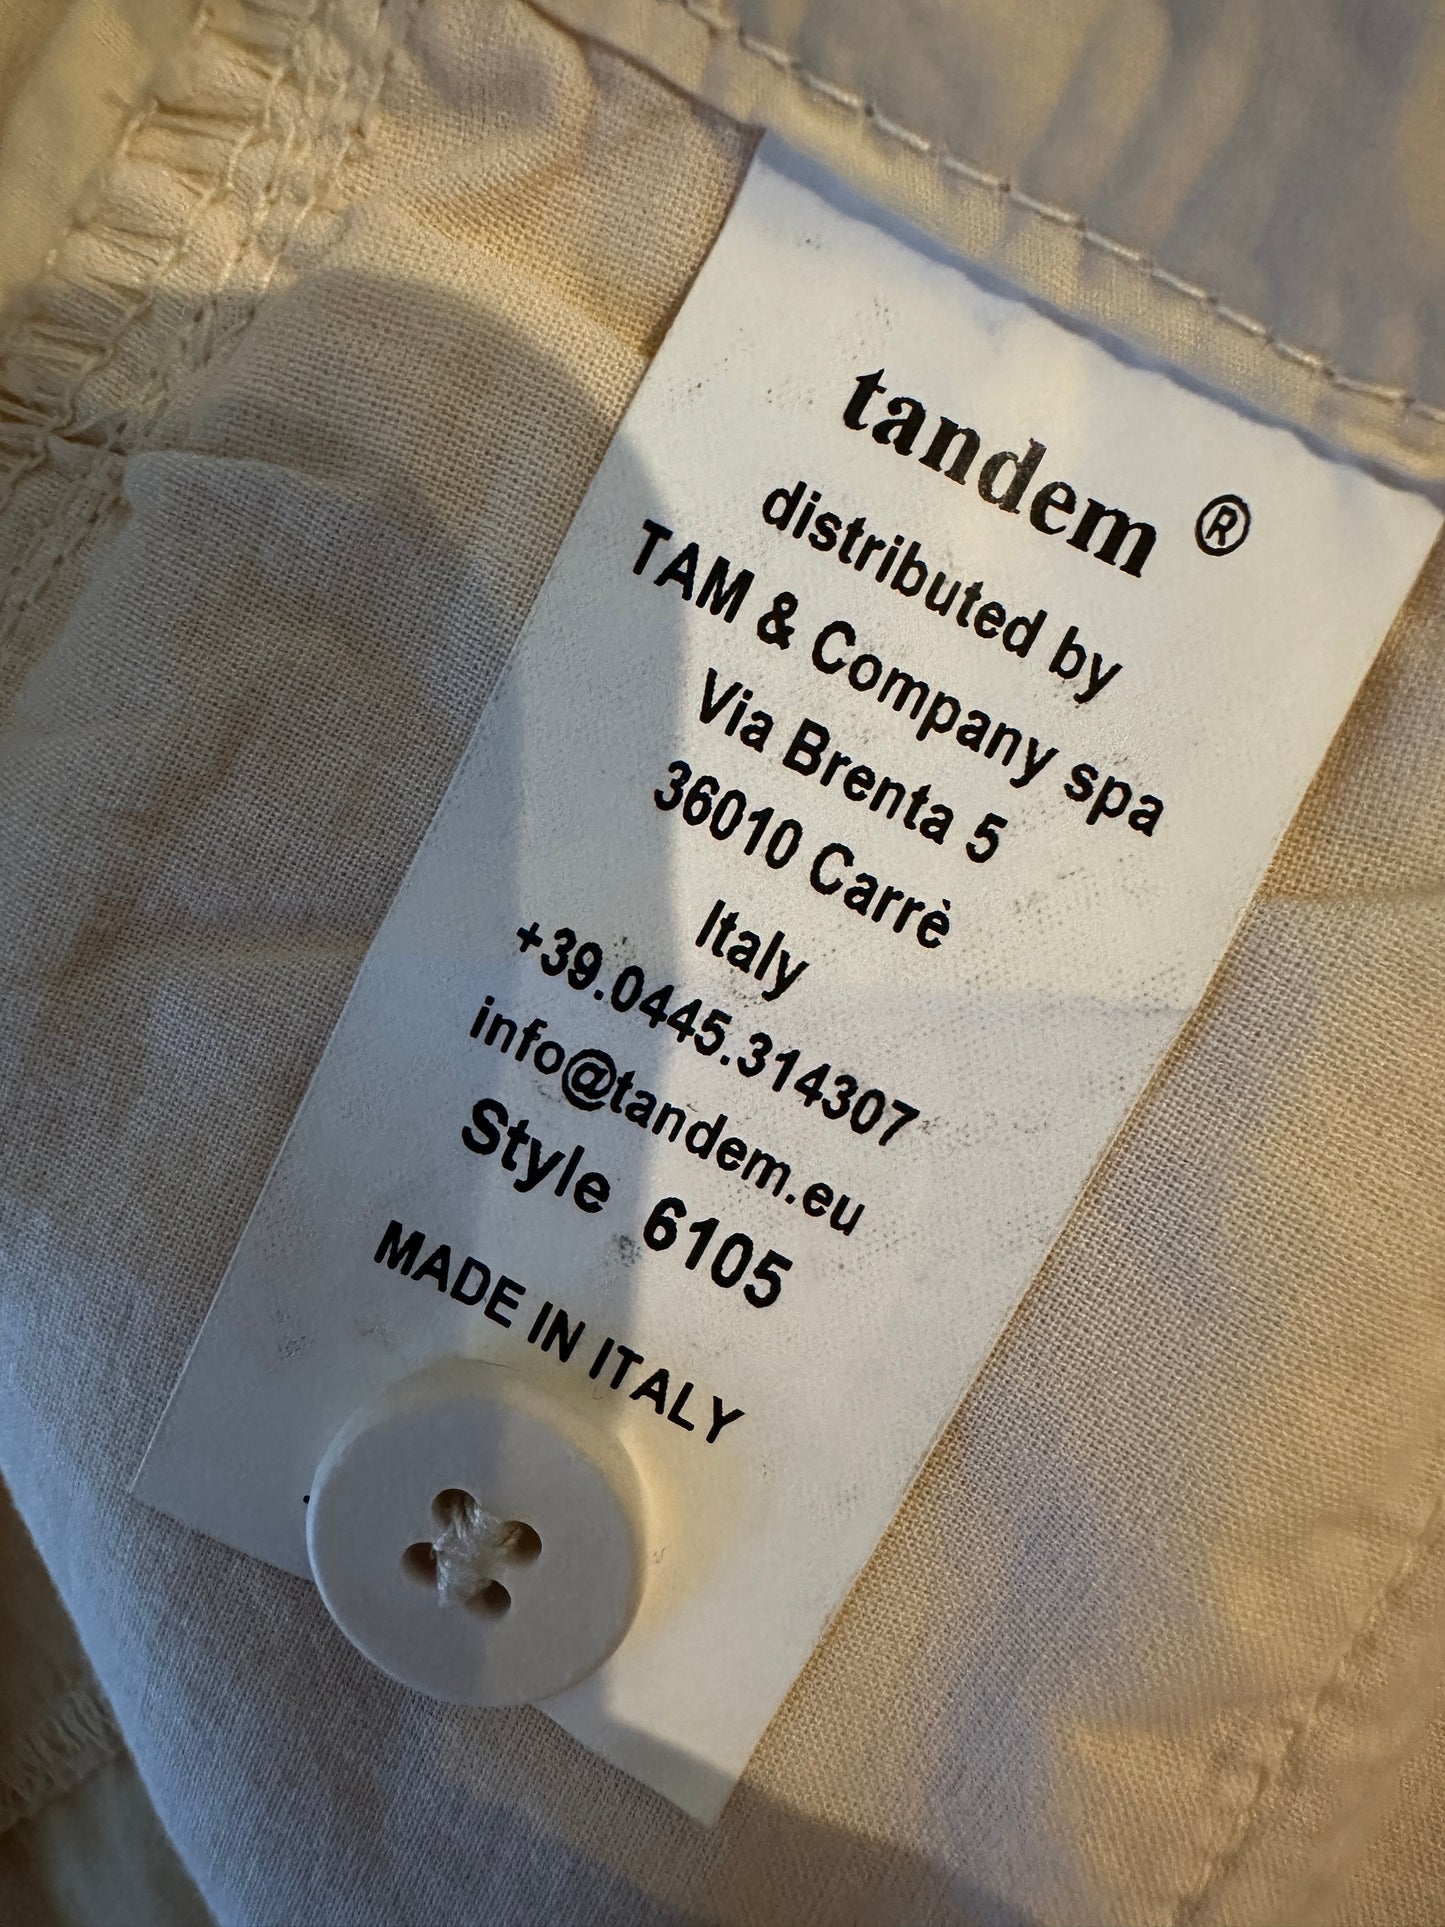 tandem ®
distributed by
TAM & Company spa
Via Brenta 5
36010 Carrè
Italy
+39.0445.314307
info@tandem.eu
Style 6105
MADE IN ITALY